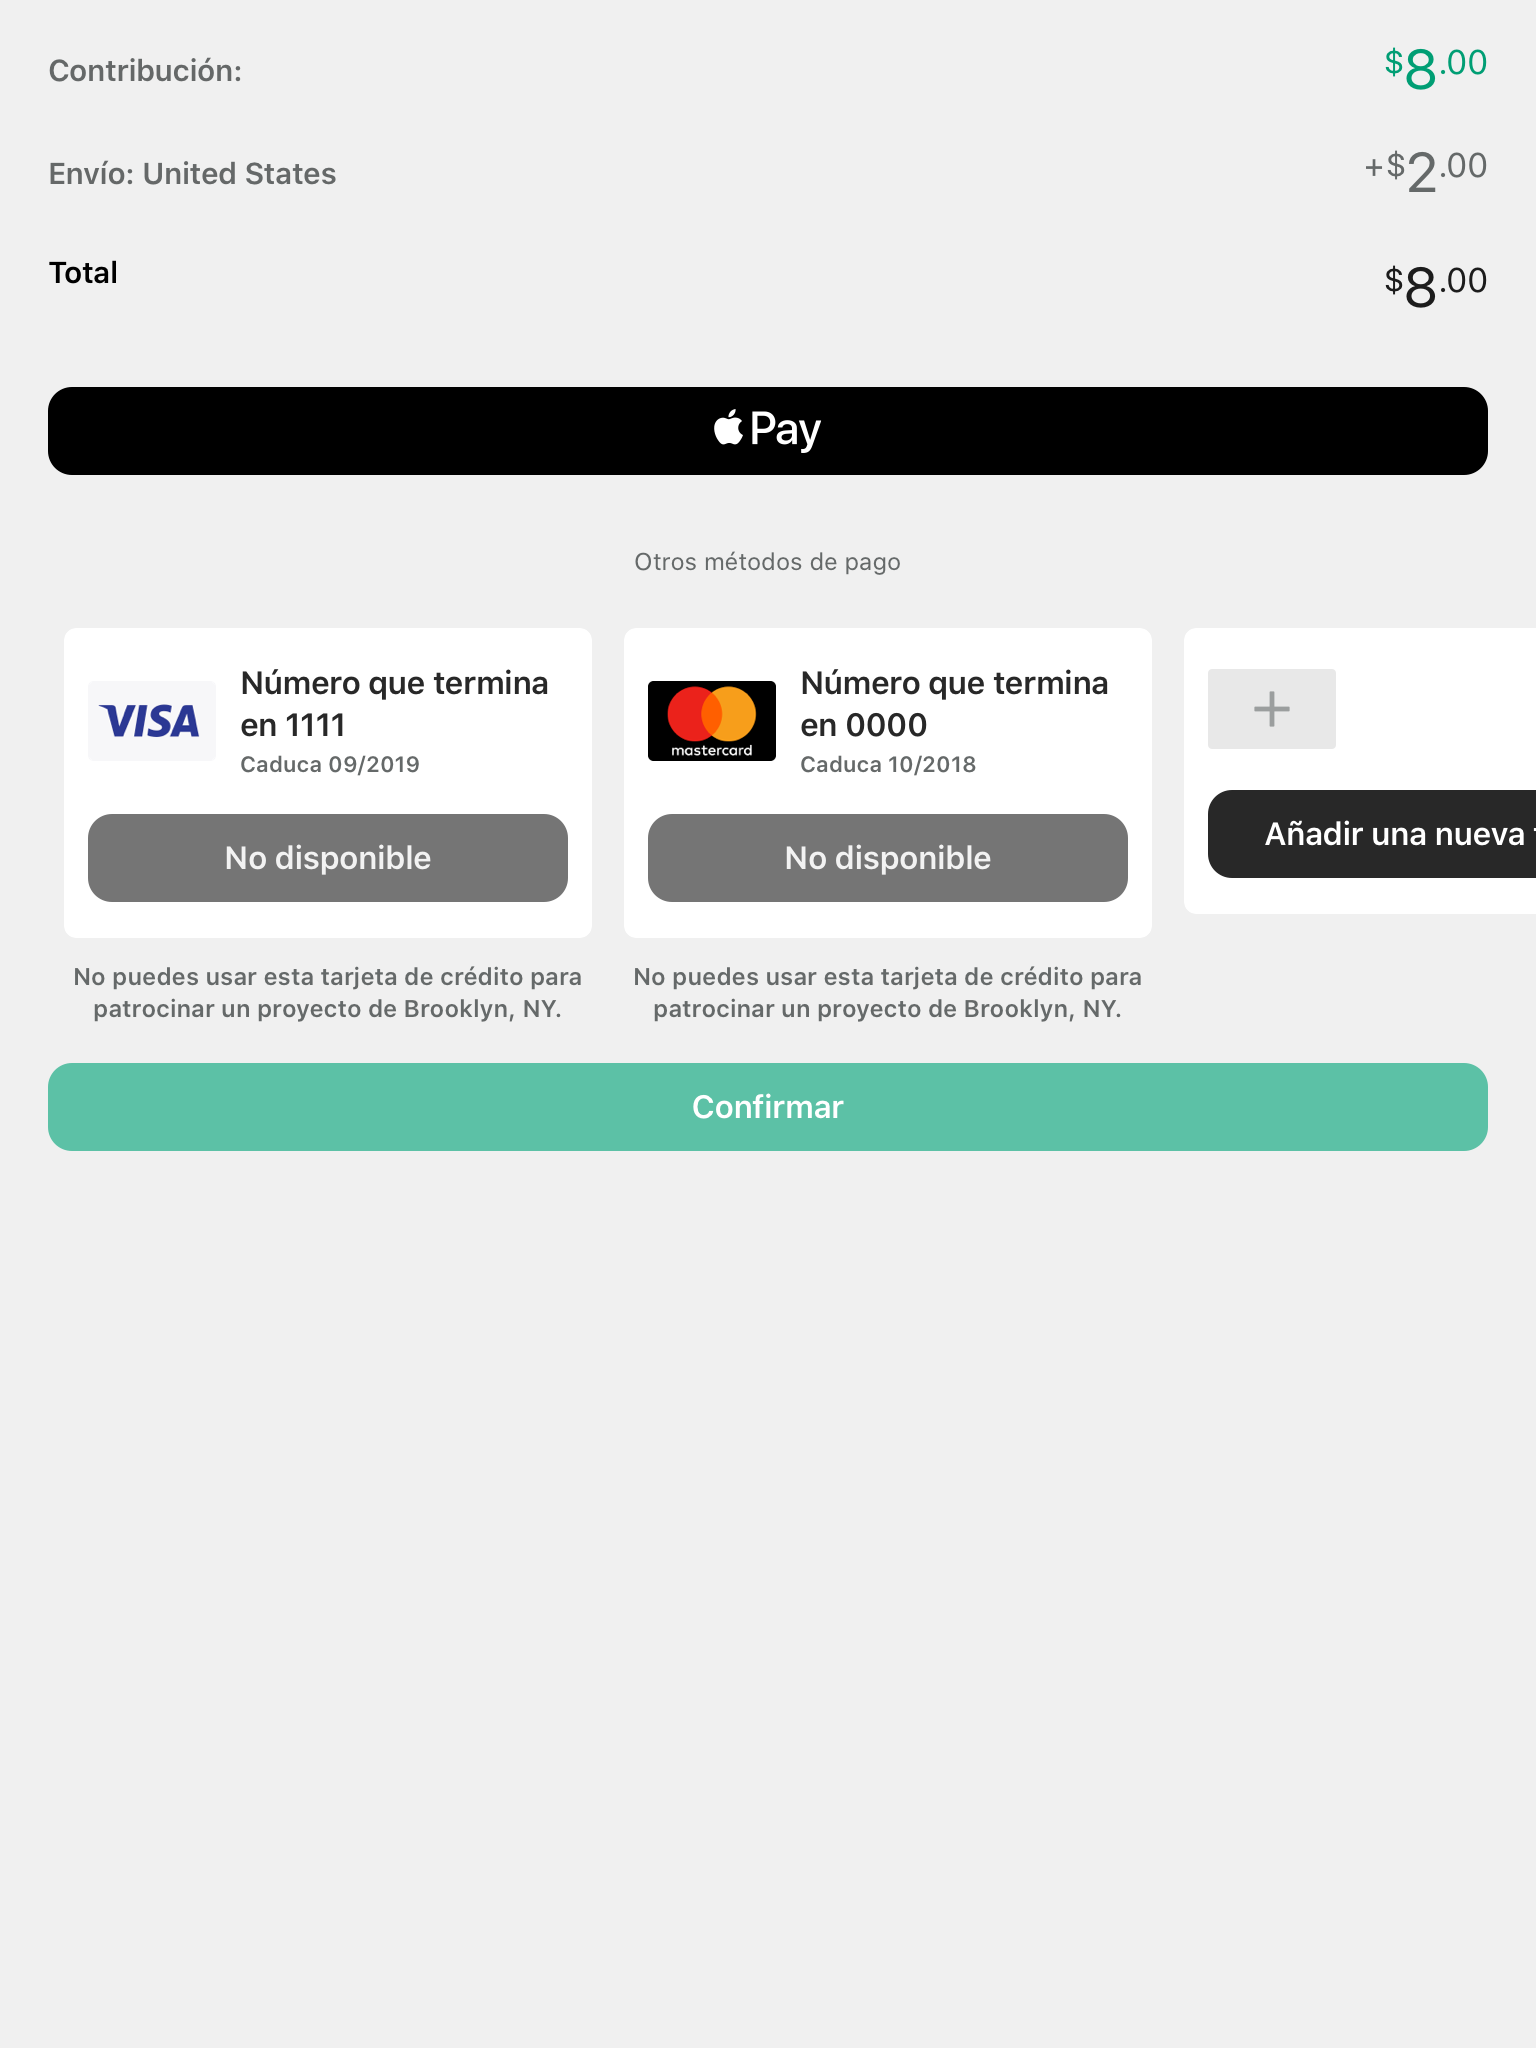 Contribución: $8.00
Envío: United States +$2.00
Total $8.00
Pay
Otros métodos de pago
VISA
Número que termina
en 1111
Caduca 09/2019
No disponible
No puedes usar esta tarjeta de crédito para
patrocinar un proyecto de Brooklyn, NY.
mastercard
Número que termina
en 0000
Caduca 10/2018
No disponible
No puedes usar esta tarjeta de crédito para
patrocinar un proyecto de Brooklyn, NY.
Añadir una nueva
Confirmar